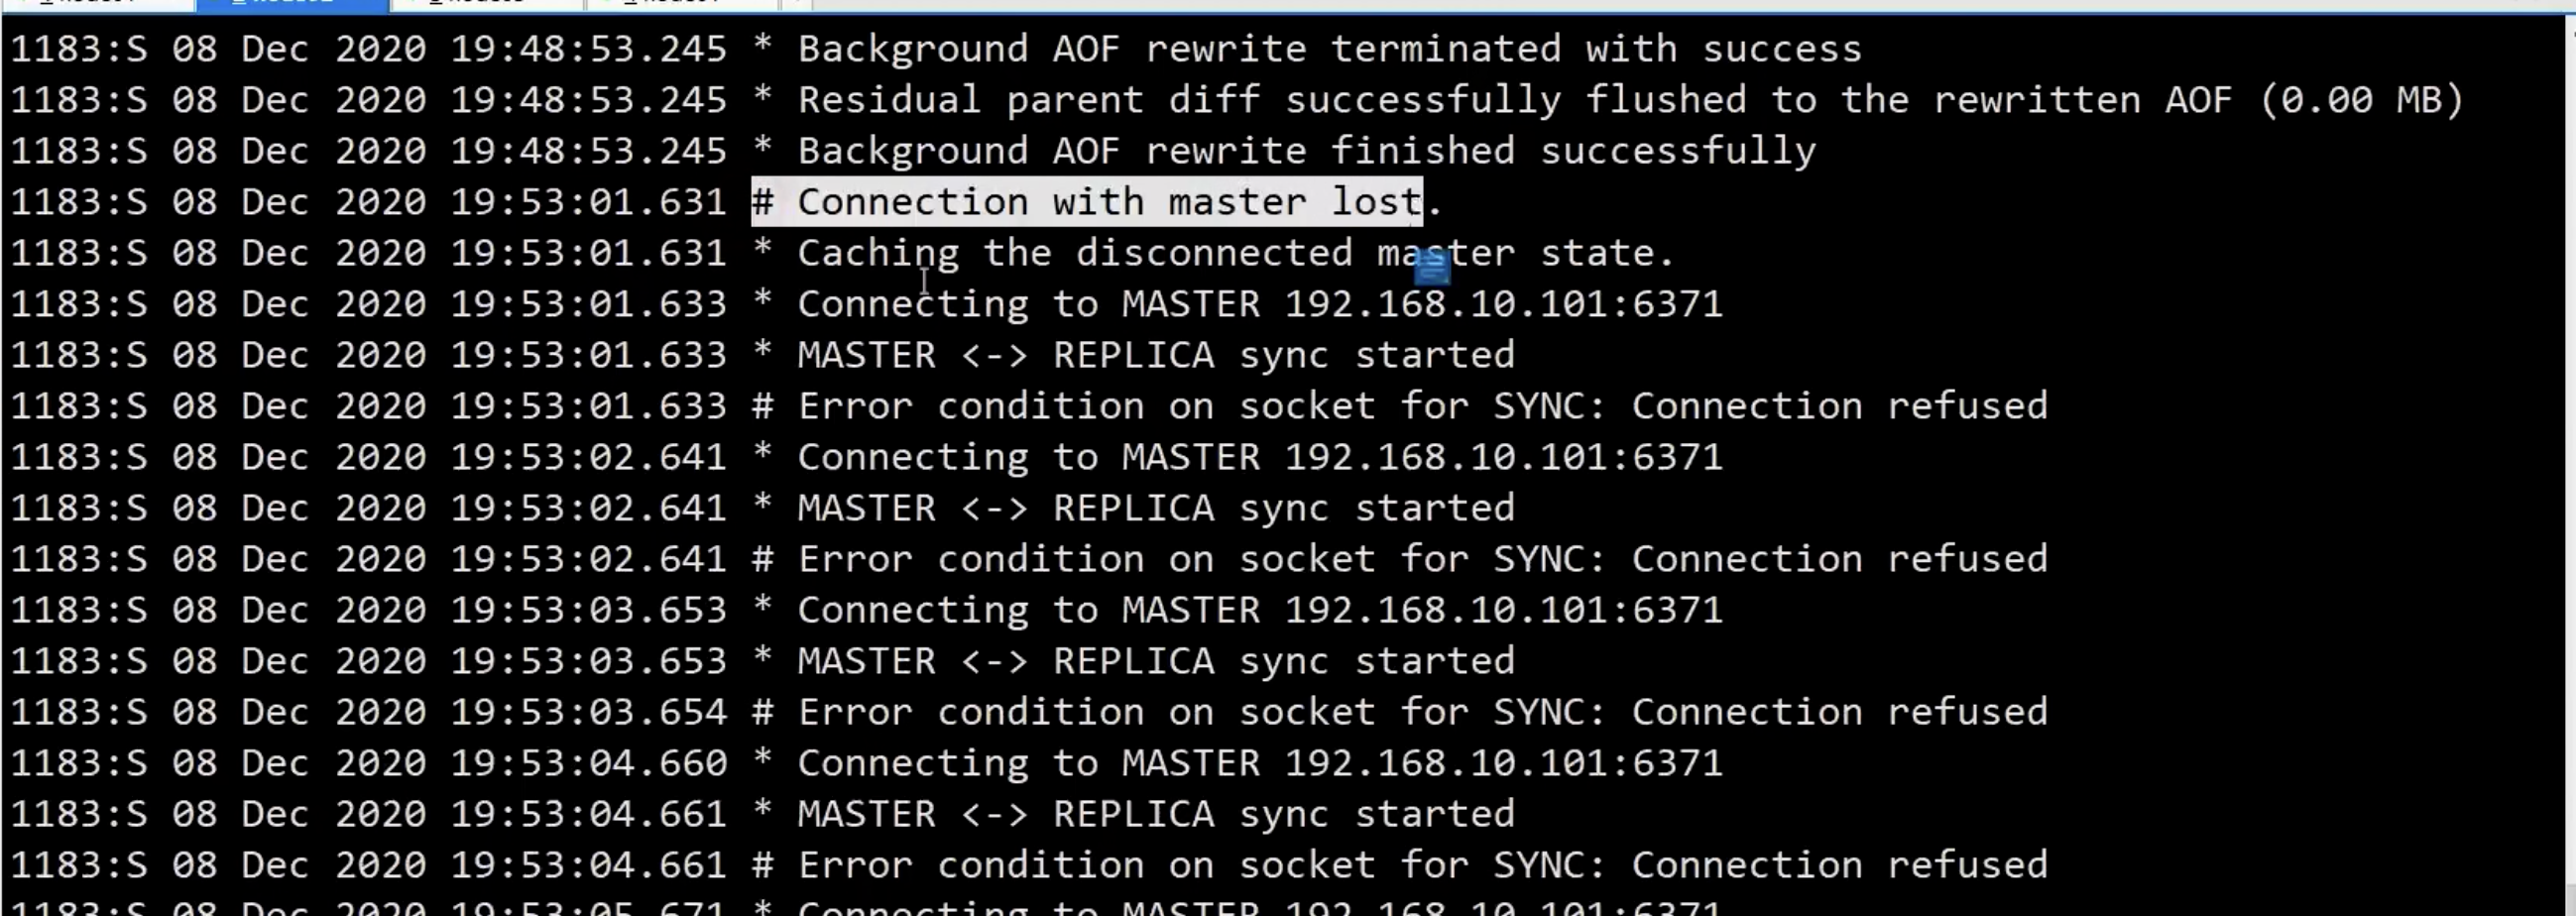 1183:S 08 Dec 2020 19:48:53.245 * Background AOF rewrite terminated with success
1183:S 08 Dec 2020 19:48:53.245 * Residual parent diff successfully flushed to the rewritten AOF (0.00 MB)
1183:S 08 Dec 2020 19:48:53.245 * Background AOF rewrite finished successfully
1183:S 08 Dec 2020 19:53:01.631 # Connection with master lost.
1183:S 08 Dec 2020 19:53:01.631 * Caching the disconnected master state.
1183:S 08 Dec 2020 19:53:01.633 * Connecting to MASTER 192.168.10.101:6371
1183:S 08 Dec 2020 19:53:01.633 * MASTER <-> REPLICA sync started
1183:S 08 Dec 2020 19:53:01.633 # Error condition on socket for SYNC: Connection refused
1183:S 08 Dec 2020 19:53:02.641 * Connecting to MASTER 192.168.10.101:6371
1183:S 08 Dec 2020 19:53:02.641 * MASTER <-> REPLICA sync started
1183:S 08 Dec 2020 19:53:02.641 # Error condition on socket for SYNC: Connection refused
1183:S 08 Dec 2020 19:53:03.653 * Connecting to MASTER 192.168.10.101:6371
1183:S 08 Dec 2020 19:53:03.653 * MASTER <-> REPLICA sync started
1183:S 08 Dec 2020 19:53:03.654 # Error condition on socket for SYNC: Connection refused
1183:S 08 Dec 2020 19:53:04.660 * Connecting to MASTER 192.168.10.101:6371
1183:S 08 Dec 2020 19:53:04.661 * MASTER <-> REPLICA sync started
1183:S 08 Dec 2020 19:53:04.661 # Error condition on socket for SYNC: Connection refused
1183:S 08 Dec 2020 19:53:05.671 * Connecting to MASTER 192.168.10.101:6371